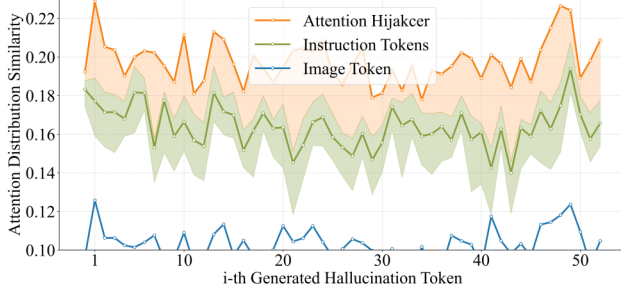 Attention Distribution Similarity
0.22
0.20
0.18
0.16
0.14
0.12
0.10
Attention Hijakcer
Instruction Tokens
Image Token
1
10
20
30
40
50
i-th Generated Hallucination Token